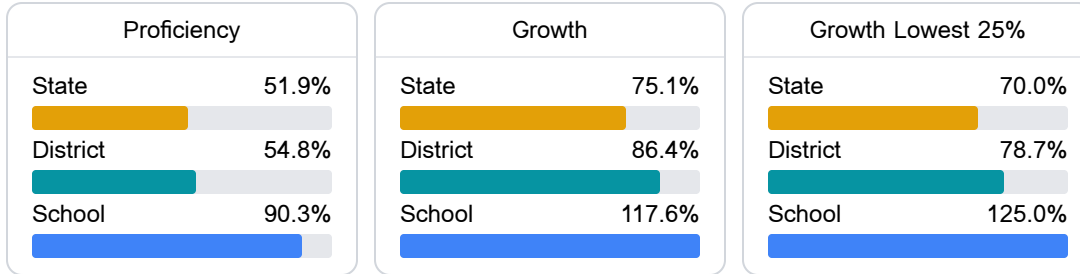 Proficiency
State 51.9%
District 54.8%
School 90.3%
Growth
State 75.1%
District 86.4%
School 117.6%
Growth Lowest 25%
State 70.0%
District 78.7%
School 125.0%